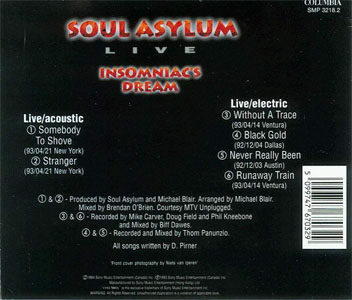 COLUMBIA
SMP 3218.2
SOUL ASYLUM
LIVE
INSOMNIAC'S
DREAM
Live/acoustic
① Somebody
To Shove
(93/04/21 New York)
② Stranger
(93/04/21 New York)
Live/electric
③ Without A Trace
(93/04/14 Ventura)
④ Black Gold
(92/12/04 Dallas)
⑤ Never Really Been
(92/12/03 Austin)
⑥ Runaway Train
(93/04/14 Ventura)
① & ② - Produced by Soul Asylum and Michael Blair. Arranged by Michael Blair.
Mixed by Brendan O'Brien. Courtesy MTV Unplugged.
③ & ⑥ - Recorded by Mike Carver, Doug Field and Phil Kneebone
and Mixed by Biff Dawes.
④ & ⑤ - Recorded and Mixed by Thom Panunzio.
All songs written by D. Pirner
Front cover photography by Niels van Iperen
5 099747 670329